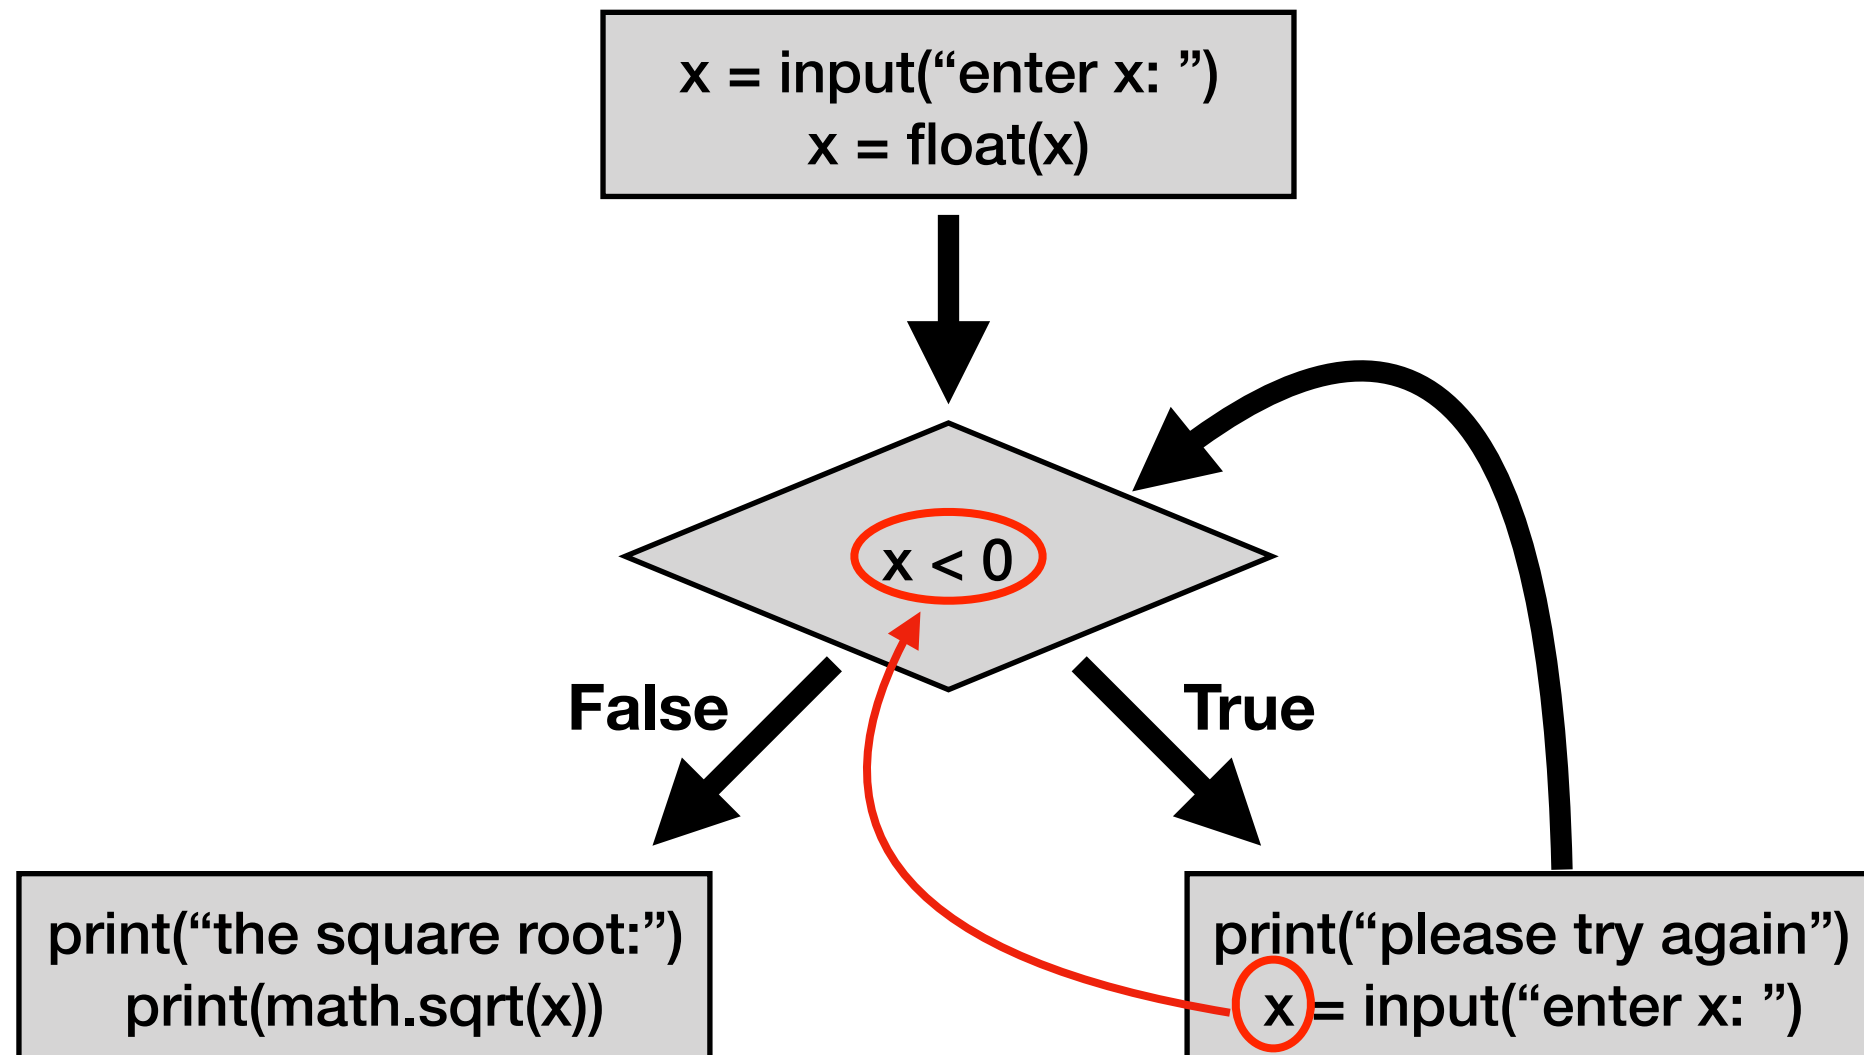 x = input(“enter x: ”)
x = float(x)
x < 0
False
True
print(“the square root:”)
print(math.sqrt(x))
print(“please try again”)
x = input(“enter x: ”)